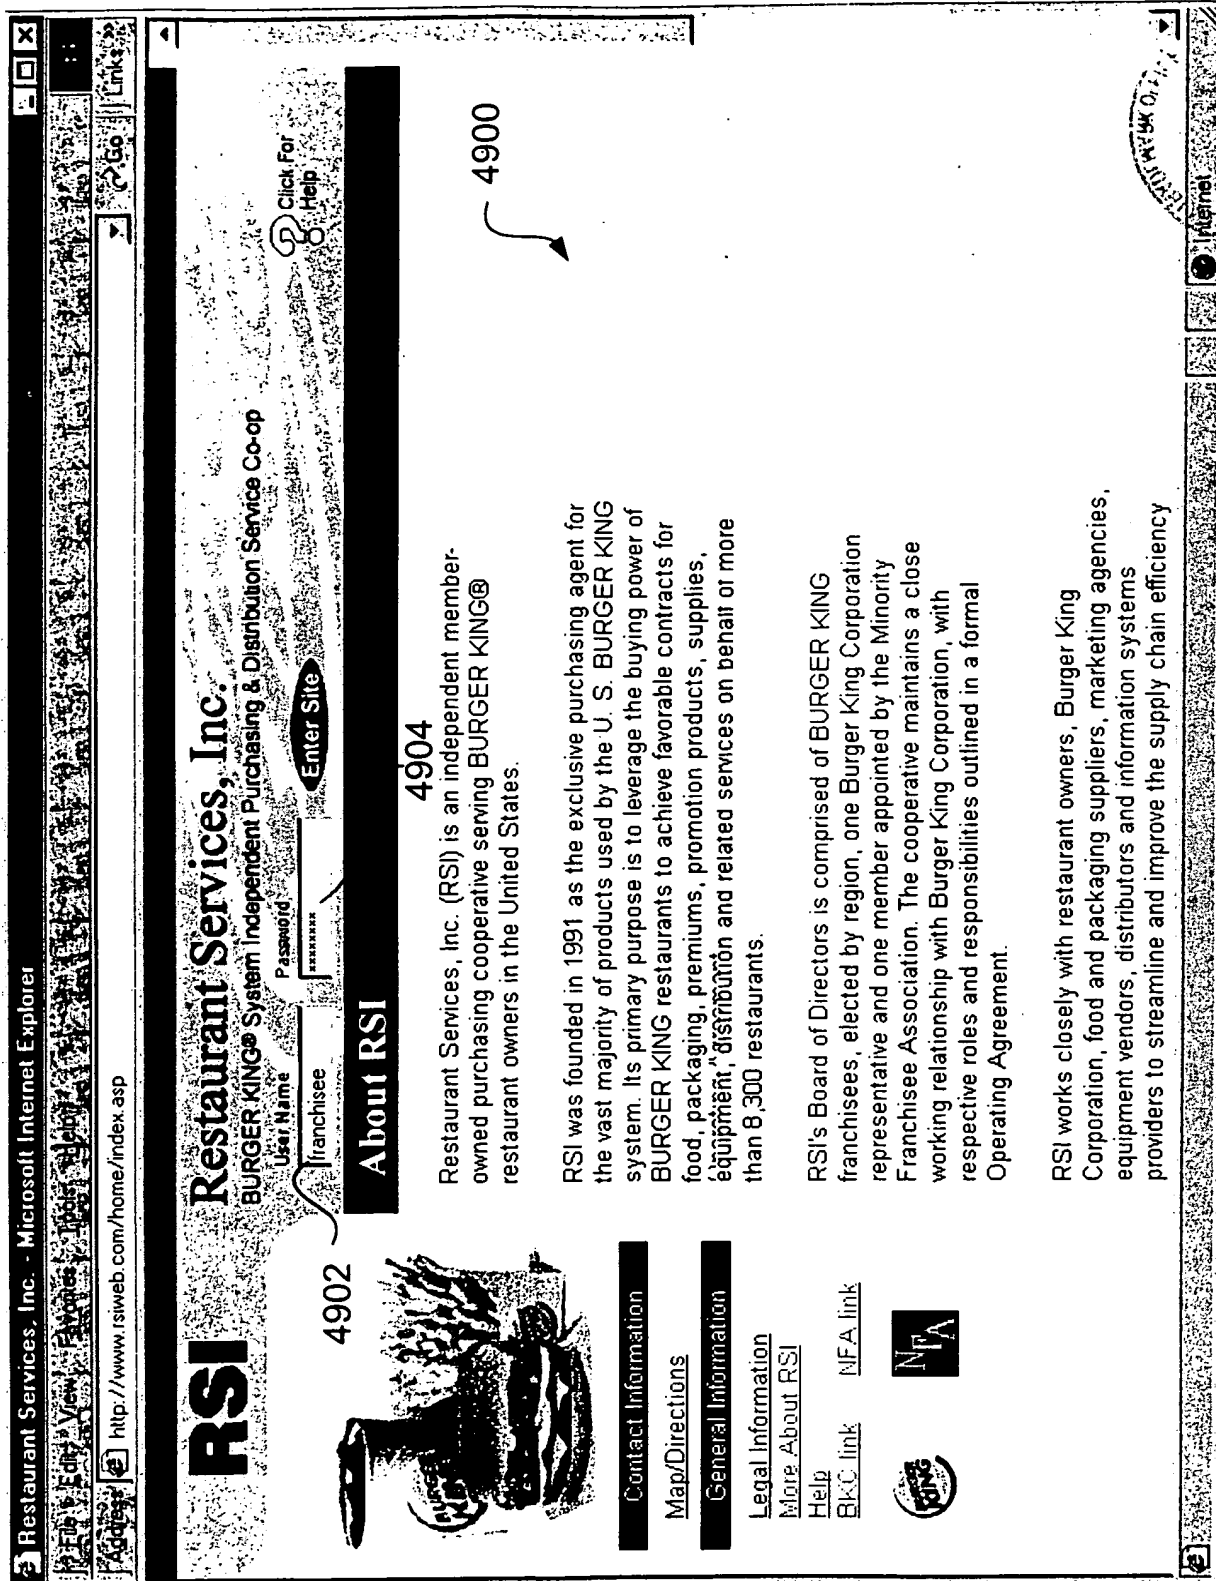 Restaurant Services, Inc. - Microsoft Internet Explorer
File Edit View Favorites Tools Help
Address http://www.rsiweb.com/home/index.asp Go Links »
RSI
Restaurant Services, Inc.
BURGER KING® System Independent Purchasing & Distribution Service Co-op
User Name Password
franchisee xxxxxxxx Enter Site
Click For
Help
4902
4904
4900
About RSI
Restaurant Services, Inc. (RSI) is an independent member-
owned purchasing cooperative serving BURGER KING®
restaurant owners in the United States.
RSI was founded in 1991 as the exclusive purchasing agent for
the vast majority of products used by the U. S. BURGER KING
system. Its primary purpose is to leverage the buying power of
BURGER KING restaurants to achieve favorable contracts for
food, packaging, premiums, promotion products, supplies,
equipment, distribution and related services on behalf of more
than 8,300 restaurants.
RSI's Board of Directors is comprised of BURGER KING
franchisees, elected by region, one Burger King Corporation
representative and one member appointed by the Minority
Franchisee Association. The cooperative maintains a close
working relationship with Burger King Corporation, with
respective roles and responsibilities outlined in a formal
Operating Agreement.
RSI works closely with restaurant owners, Burger King
Corporation, food and packaging suppliers, marketing agencies,
equipment vendors, distributors and information systems
providers to streamline and improve the supply chain efficiency
BURGER
Contact Information
Map/Directions
General Information
Legal Information
More About RSI
Help
BKC link NFA link
BURGER
KING
NFA
Internet